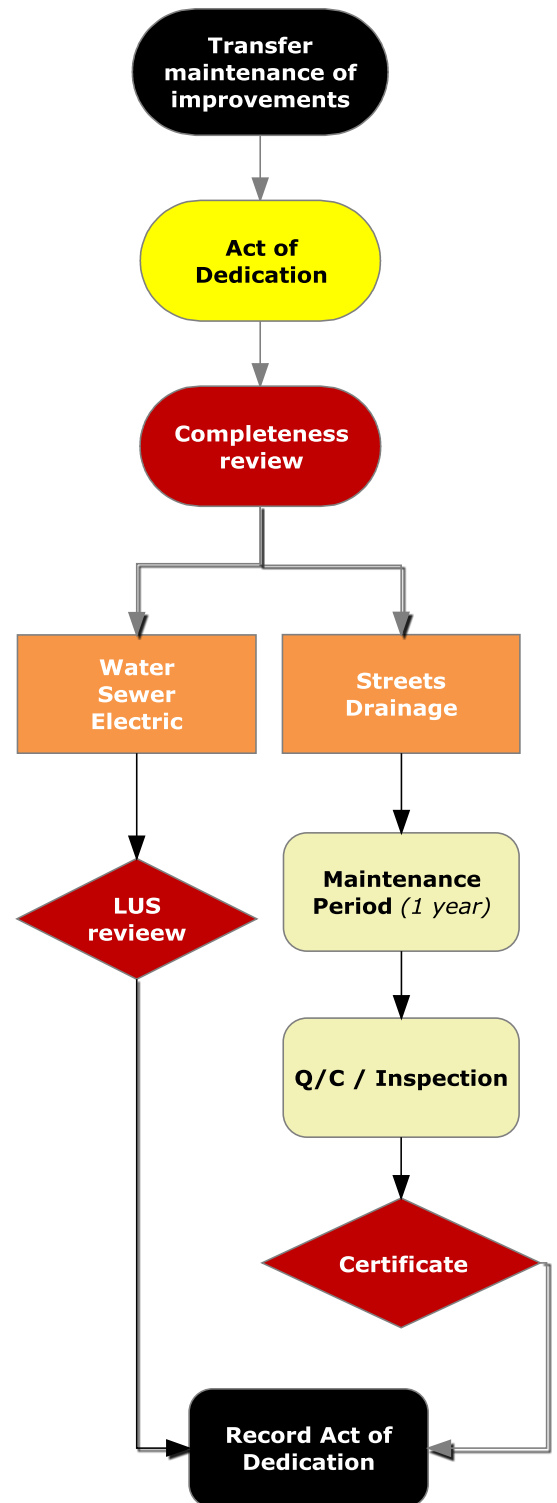 Transfer
maintenance of
improvements
Act of
Dedication
Completeness
review
Water
Sewer
Electric
Streets
Drainage
LUS
revieew
Maintenance
Period (1 year)
Q/C / Inspection
Certificate
Record Act of
Dedication